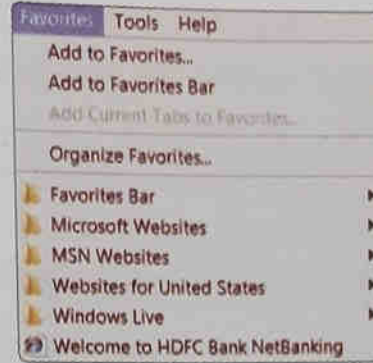 Favorites Tools Help
Add to Favorites...
Add to Favorites Bar
Add Current Tabs to Favorites...
Organize Favorites...
Favorites Bar
Microsoft Websites
MSN Websites
Websites for United States
Windows Live
Welcome to HDFC Bank NetBanking